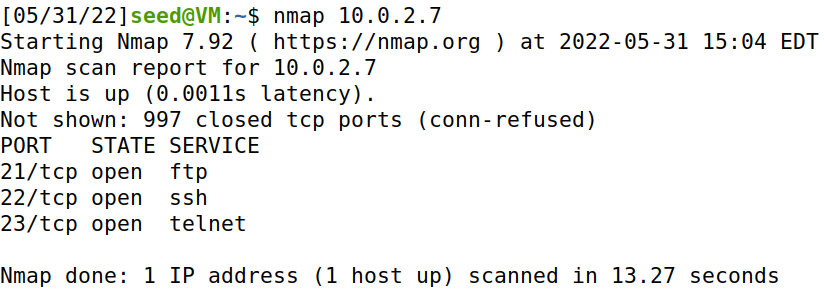 [05/31/22]seed@VM:~$ nmap 10.0.2.7
Starting Nmap 7.92 ( https://nmap.org ) at 2022-05-31 15:04 EDT
Nmap scan report for 10.0.2.7
Host is up (0.0011s latency).
Not shown: 997 closed tcp ports (conn-refused)
PORT   STATE SERVICE
21/tcp open  ftp
22/tcp open  ssh
23/tcp open  telnet
Nmap done: 1 IP address (1 host up) scanned in 13.27 seconds